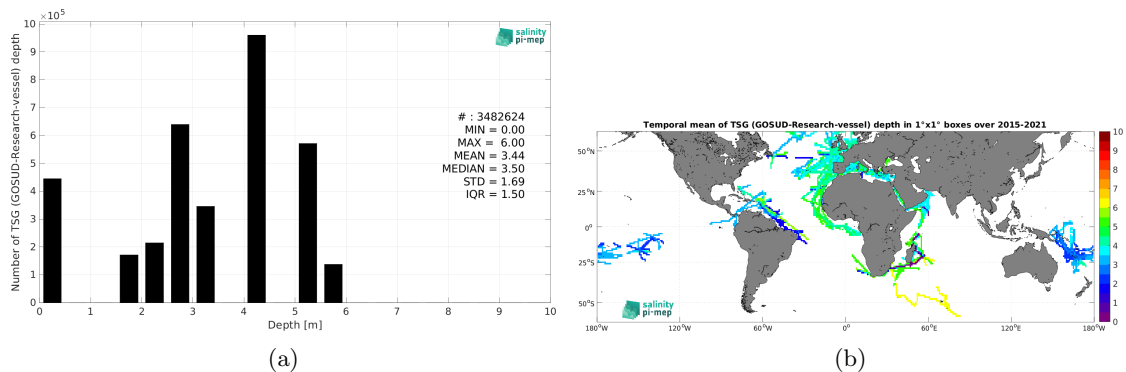 ×10⁵
10
9
8
7
6
5
4
3
2
1
0
Number of TSG (GOSUD-Research-vessel) depth
0 1 2 3 4 5 6 7 8 9 10
Depth [m]
salinity
pi-mep
# : 3482624
MIN = 0.00
MAX = 6.00
MEAN = 3.44
MEDIAN = 3.50
STD = 1.69
IQR = 1.50
(a)
Temporal mean of TSG (GOSUD-Research-vessel) depth in 1°x1° boxes over 2015-2021
50°N
25°N
0°
25°S
50°S
180°W 120°W 60°W 0° 60°E 120°E 180°W
salinity
pi-mep
10
9
8
7
6
5
4
3
2
1
0
(b)